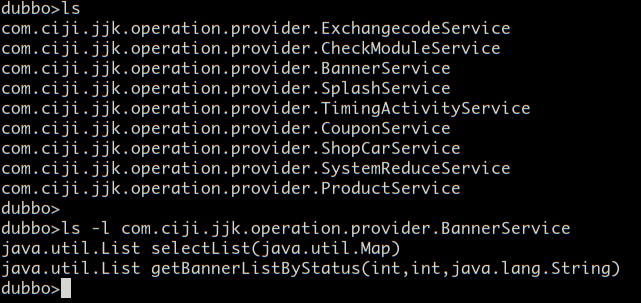 dubbo>ls
com.ciji.jjk.operation.provider.ExchangecodeService
com.ciji.jjk.operation.provider.CheckModuleService
com.ciji.jjk.operation.provider.BannerService
com.ciji.jjk.operation.provider.SplashService
com.ciji.jjk.operation.provider.TimingActivityService
com.ciji.jjk.operation.provider.CouponService
com.ciji.jjk.operation.provider.ShopCarService
com.ciji.jjk.operation.provider.SystemReduceService
com.ciji.jjk.operation.provider.ProductService
dubbo>
dubbo>ls -l com.ciji.jjk.operation.provider.BannerService
java.util.List selectList(java.util.Map)
java.util.List getBannerListByStatus(int,int,java.lang.String)
dubbo>